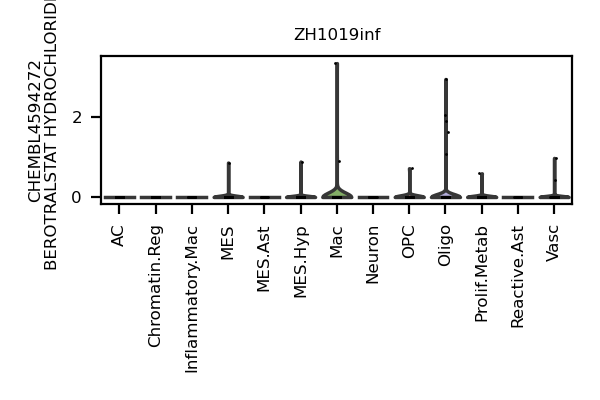 ZH1019inf
CHEMBL4594272
BEROTRALSTAT HYDROCHLORIDE
2
0
AC
Chromatin.Reg
Inflammatory.Mac
MES
MES.Ast
MES.Hyp
Mac
Neuron
OPC
Oligo
Prolif.Metab
Reactive.Ast
Vasc